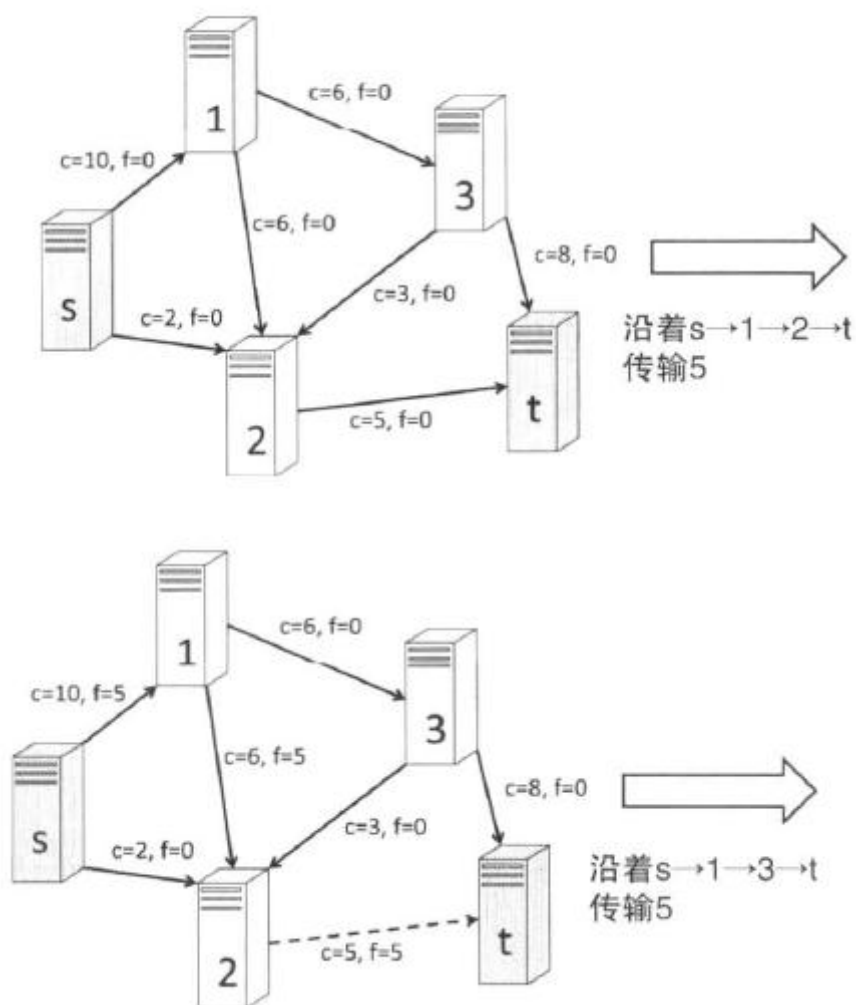 1
c=6, f=0
c=10, f=0
3
c=6, f=0
c=8, f=0
s
c=3, f=0
c=2, f=0
沿着s→1→2→t
传输5
t
c=5, f=0
2
1
c=6, f=0
c=10, f=5
3
c=6, f=5
c=8, f=0
s
c=3, f=0
c=2, f=0
沿着s→1→3→t
传输5
t
c=5, f=5
2